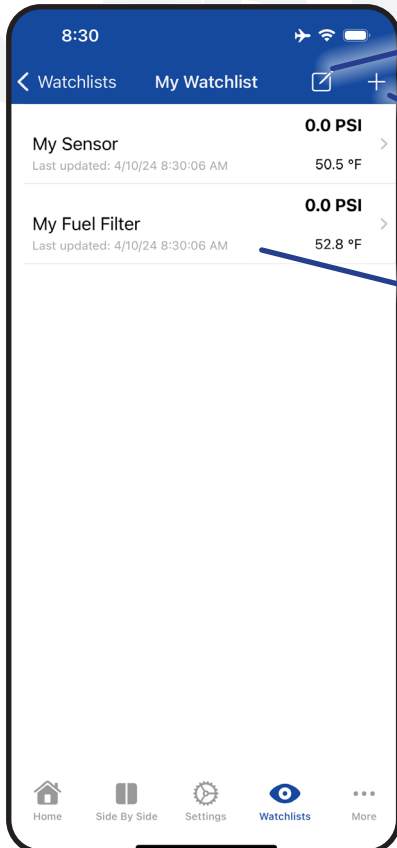 8:30
Watchlists My Watchlist
0.0 PSI
My Sensor
Last updated: 4/10/24 8:30:06 AM 50.5 °F
0.0 PSI
My Fuel Filter
Last updated: 4/10/24 8:30:06 AM 52.8 °F
Home Side By Side Settings Watchlists More